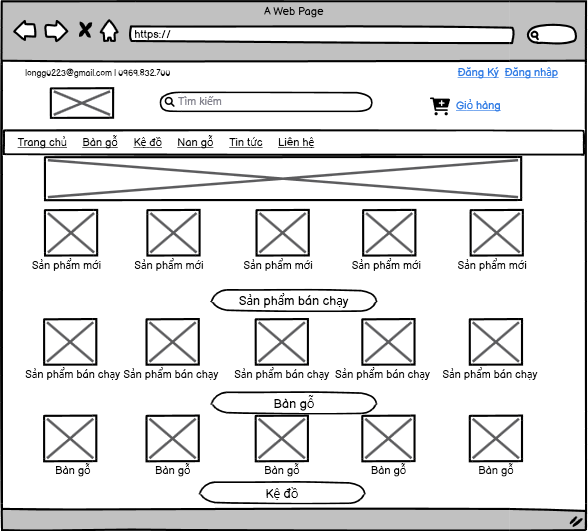 A Web Page
https://
longgu223@gmail.com | 0969.832.700
Đăng Ký Đăng nhập
Tìm kiếm
Giỏ hàng
Trang chủ Bàn gỗ Kệ đồ Nan gỗ Tin tức Liên hệ
Sản phẩm mới Sản phẩm mới Sản phẩm mới Sản phẩm mới Sản phẩm mới
Sản phẩm bán chạy
Sản phẩm bán chạy Sản phẩm bán chạy Sản phẩm bán chạy Sản phẩm bán chạy Sản phẩm bán chạy
Bàn gỗ
Bàn gỗ Bàn gỗ Bàn gỗ Bàn gỗ Bàn gỗ
Kệ đồ